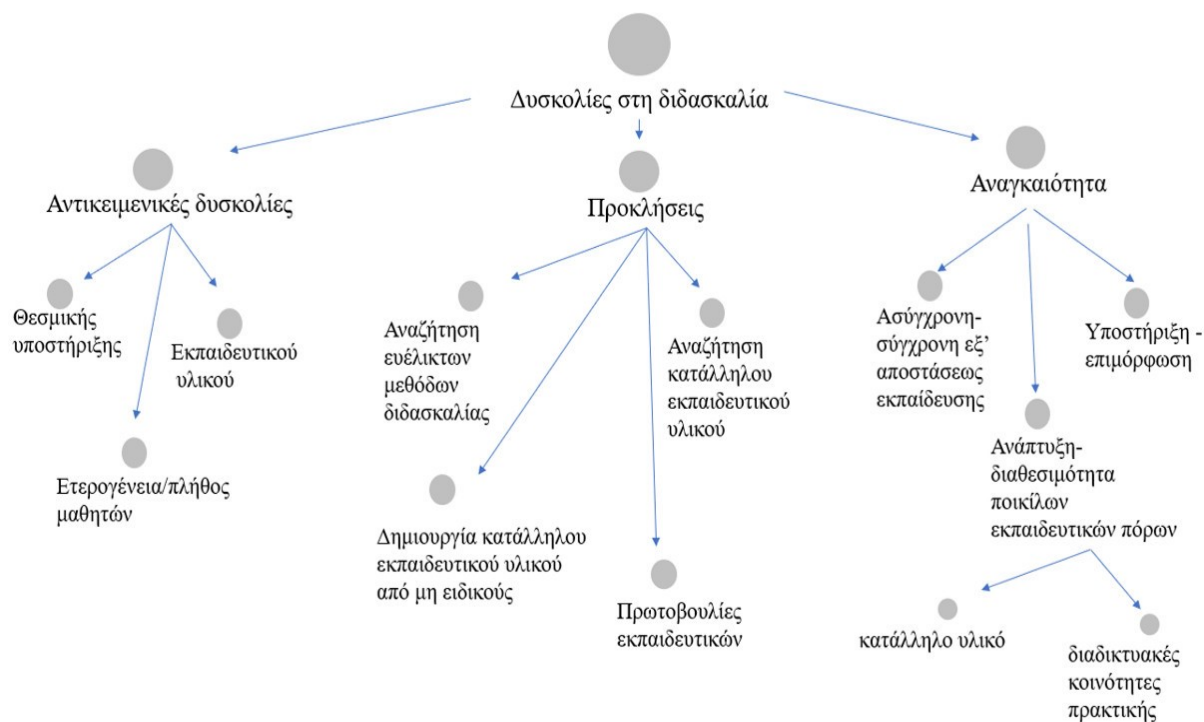 Δυσκολίες στη διδασκαλία
Αντικειμενικές δυσκολίες
Θεσμικής
υποστήριξης
Εκπαιδευτικού
υλικού
Ετερογένεια/πλήθος
μαθητών
Προκλήσεις
Αναζήτηση
ευέλικτων
μεθόδων
διδασκαλίας
Αναζήτηση
κατάλληλου
εκπαιδευτικού
υλικού
Δημιουργία κατάλληλου
εκπαιδευτικού υλικού
από μη ειδικούς
Πρωτοβουλίες
εκπαιδευτικών
Αναγκαιότητα
Ασύγχρονη-
σύγχρονη εξ’
αποστάσεως
εκπαίδευσης
Υποστήριξη -
επιμόρφωση
Ανάπτυξη-
διαθεσιμότητα
ποικίλων
εκπαιδευτικών πόρων
κατάλληλο υλικό
διαδικτυακές
κοινότητες
πρακτικής